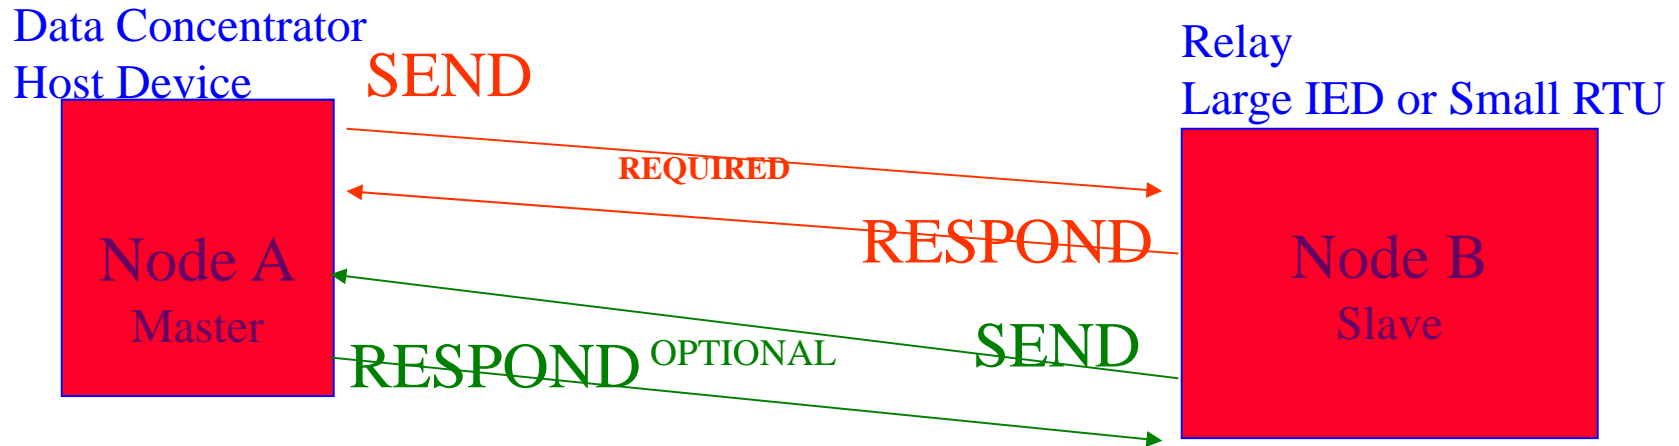 Data Concentrator
Host Device
SEND
Relay
Large IED or Small RTU
REQUIRED
RESPOND
Node A
Master
Node B
Slave
SEND
OPTIONAL
RESPOND